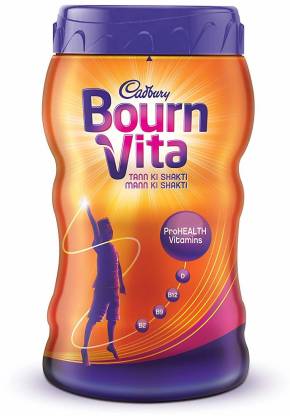 Cadbury
Bourn
Vita
TANN KI SHAKTI
MANN KI SHAKTI
ProHEALTH
Vitamins
D
B12
B9
B2